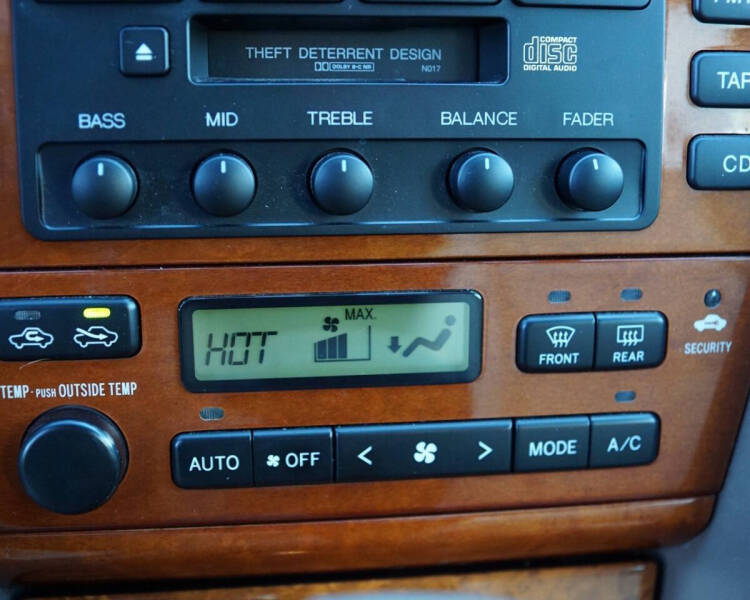 THEFT DETERRENT DESIGN
DOLBY B-C NR
N017
COMPACT
disc
DIGITAL AUDIO
TAP
BASS
MID
TREBLE
BALANCE
FADER
CD
MAX.
HOT
FRONT
REAR
SECURITY
TEMP · PUSH OUTSIDE TEMP
AUTO
OFF
<
>
MODE
A/C